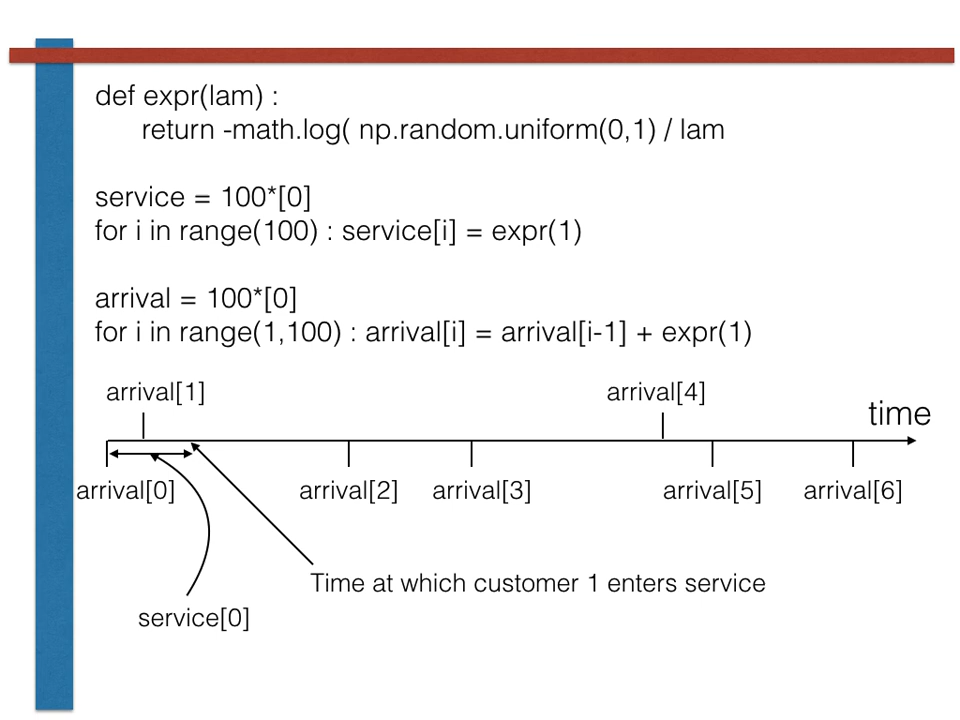 def expr(lam) :
return -math.log( np.random.uniform(0,1) / lam
service = 100*[0]
for i in range(100) : service[i] = expr(1)
arrival = 100*[0]
for i in range(1,100) : arrival[i] = arrival[i-1] + expr(1)
arrival[1]
arrival[4]
time
arrival[0]
arrival[2]
arrival[3]
arrival[5]
arrival[6]
Time at which customer 1 enters service
service[0]